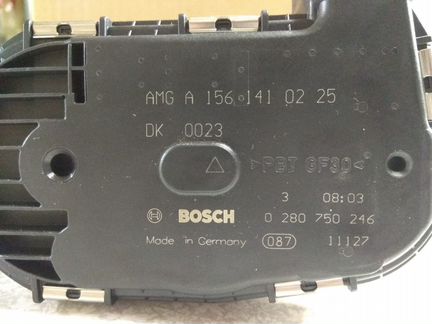 AMG A 156 141 02 25
DK 0023
>PBT GF30<
3 08:03
BOSCH 0 280 750 246
Made in Germany 087 11127